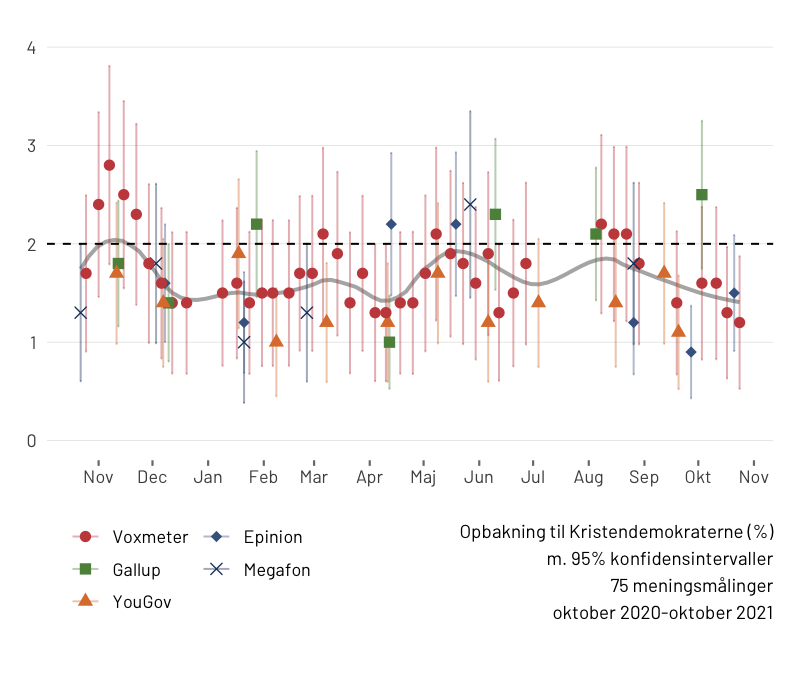 4
3
2
1
0
Nov Dec Jan Feb Mar Apr Maj Jun Jul Aug Sep Okt Nov
Voxmeter
Gallup
YouGov
Epinion
Megafon
Opbakning til Kristendemokraterne (%)
m. 95% konfidensintervaller
75 meningsmålinger
oktober 2020-oktober 2021